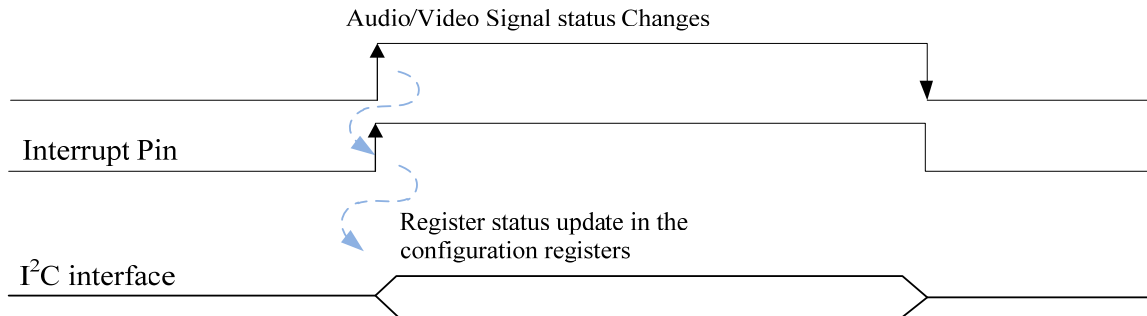 Audio/Video Signal status Changes
Interrupt Pin
Register status update in the
configuration registers
I²C interface